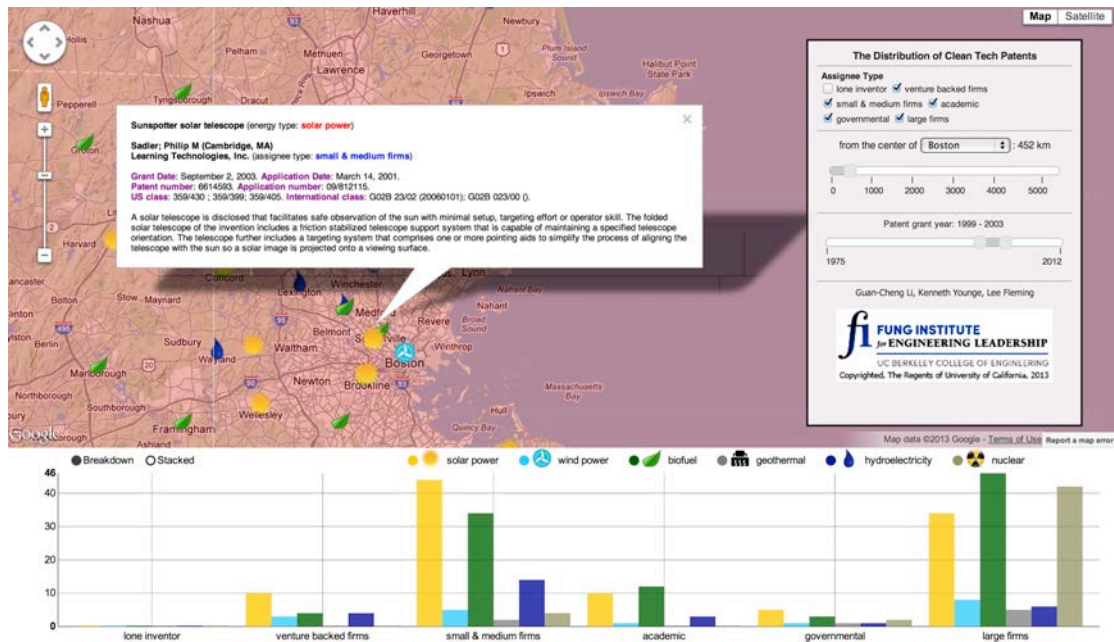 Nashua
Haverhill
Newbury
Map Satellite
Hollis
Pelham
Methuen
Georgetown
Plum Island
Sound
Halibut Point
State Park
Lawrence
Pepperell
Tyngsborough
Dracut
Ipswich
Ipswich Bay
Groton
Harvard
Sunspotter solar telescope (energy type: solar power)
Sadler; Philip M (Cambridge, MA)
Learning Technologies, Inc. (assignee type: small & medium firms)
Grant Date: September 2, 2003. Application Date: March 14, 2001.
Patent number: 6614593. Application number: 09/812115.
US class: 359/430 ; 359/399; 359/405. International class: G02B 23/02 (20060101); G02B 023/00 ().
A solar telescope is disclosed that facilitates safe observation of the sun with minimal setup, targeting effort or operator skill. The folded
solar telescope of the invention includes a friction stabilized telescope support system that is capable of maintaining a specified telescope
orientation. The telescope further includes a targeting system that comprises one or more pointing aids to simplify the process of aligning the
telescope with the sun so a solar image is projected onto a viewing surface.
Concord
Lexington
Winchester
Lynn
Nahant Bay
Nahant
Bolton
Stow
Maynard
Medford
Revere
Broad
Sound
Belmont
Winthrop
Berlin
Sudbury
Wayland
Waltham
Boston
Marlborough
Newton
Brookline
Massachusetts
Bay
Northborough
Southborough
Wellesley
Hull
Framingham
Quincy Bay
Ashland
Google
The Distribution of Clean Tech Patents
Assignee Type
lone inventor venture backed firms
small & medium firms academic
governmental large firms
from the center of Boston : 452 km
0 1000 2000 3000 4000 5000
Patent grant year: 1999 - 2003
1975 2012
Guan-Cheng Li, Kenneth Younge, Lee Fleming
fi FUNG INSTITUTE
for ENGINEERING LEADERSHIP
UC BERKELEY COLLEGE OF ENGINEERING
Copyrighted, The Regents of University of California, 2013
Map data ©2013 Google - Terms of Use Report a map error
Breakdown Stacked
solar power wind power biofuel geothermal hydroelectricity nuclear
46
40
30
20
10
0
lone inventor venture backed firms small & medium firms academic governmental large firms